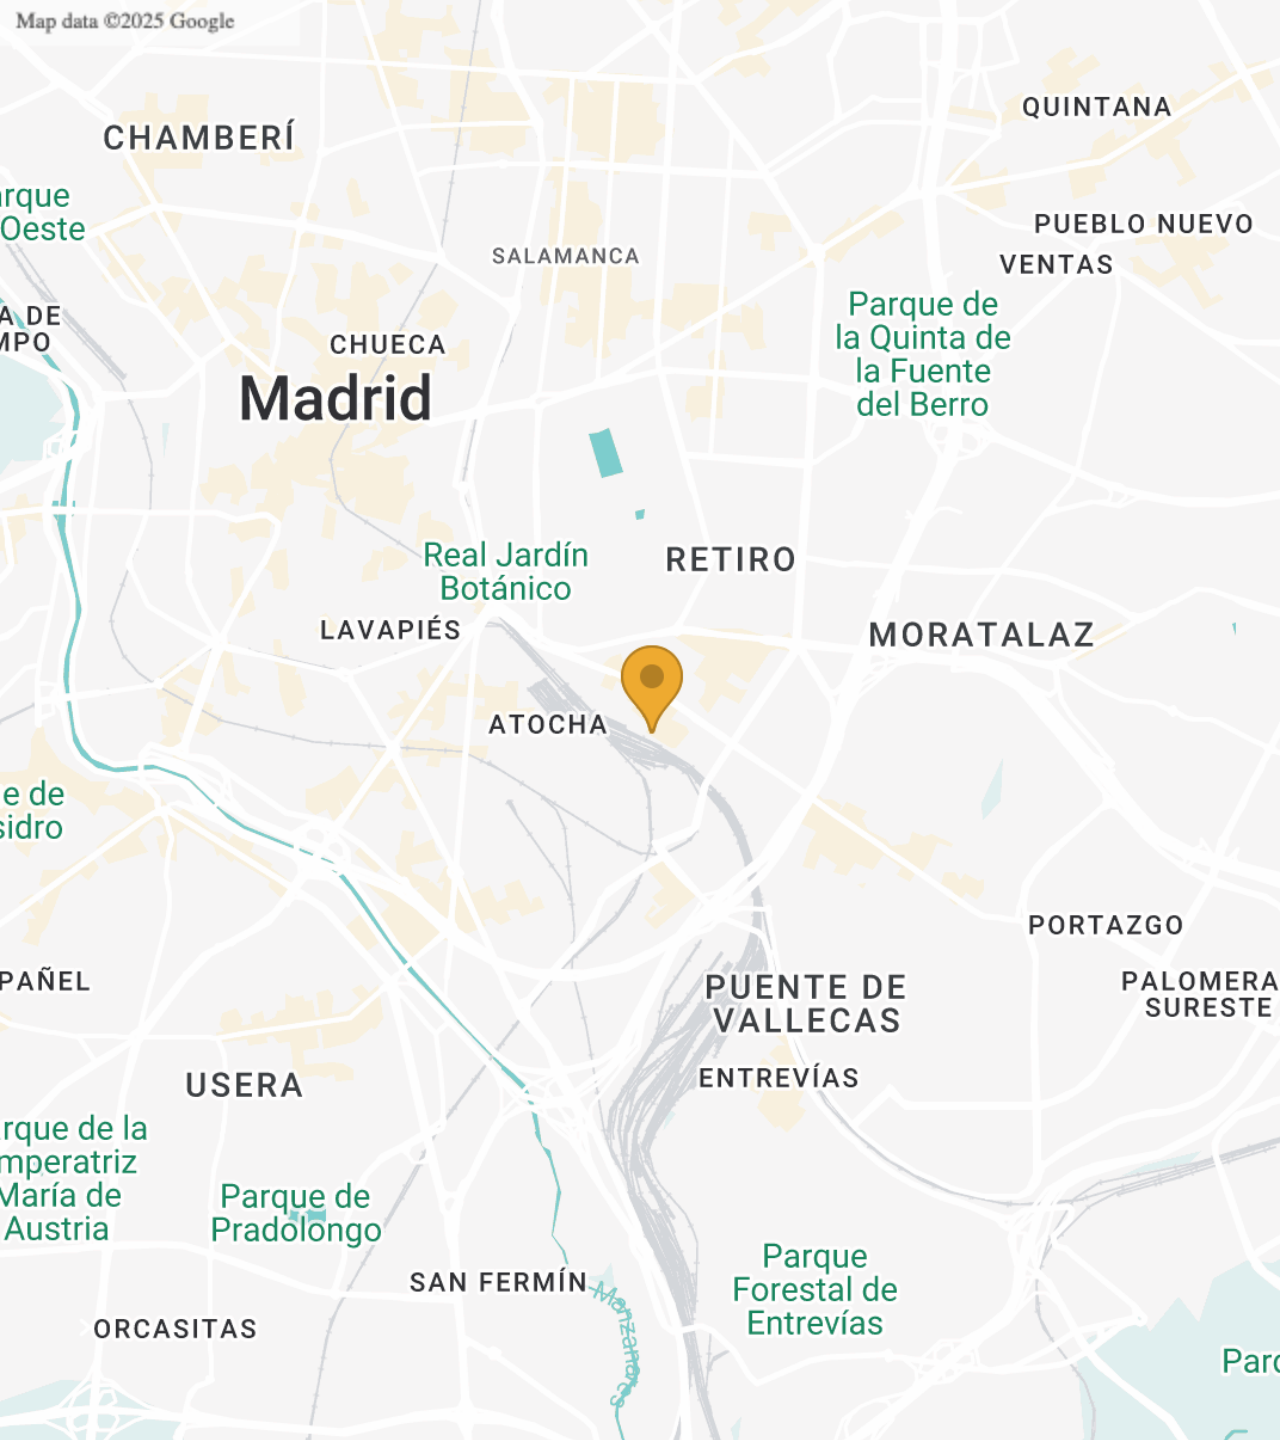 Map data ©2025 Google
QUINTANA
CHAMBERÍ
arque
Oeste
PUEBLO NUEVO
SALAMANCA
VENTAS
A DE
MPO
Parque de
la Quinta de
la Fuente
del Berro
CHUECA
Madrid
Real Jardín
Botánico
RETIRO
LAVAPIÉS
MORATALAZ
ATOCHA
e de
sidro
PORTAZGO
PAÑEL
PUENTE DE
VALLECAS
PALOMERA
SURESTE
ENTREVÍAS
USERA
rque de la
mperatriz
María de
Austria
Parque de
Pradolongo
Parque
Forestal de
Entrevías
SAN FERMÍN
Manzanares
ORCASITAS
Parc